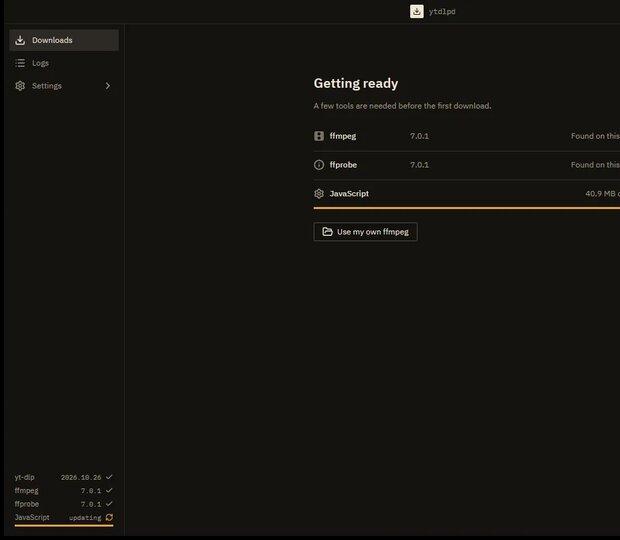 ytdlpd
Downloads
Logs
Settings
Getting ready
A few tools are needed before the first download.
ffmpeg 7.0.1 Found on this
ffprobe 7.0.1 Found on this
JavaScript 40.9 MB
Use my own ffmpeg
yt-dlp 2026.10.26
ffmpeg 7.0.1
ffprobe 7.0.1
JavaScript updating